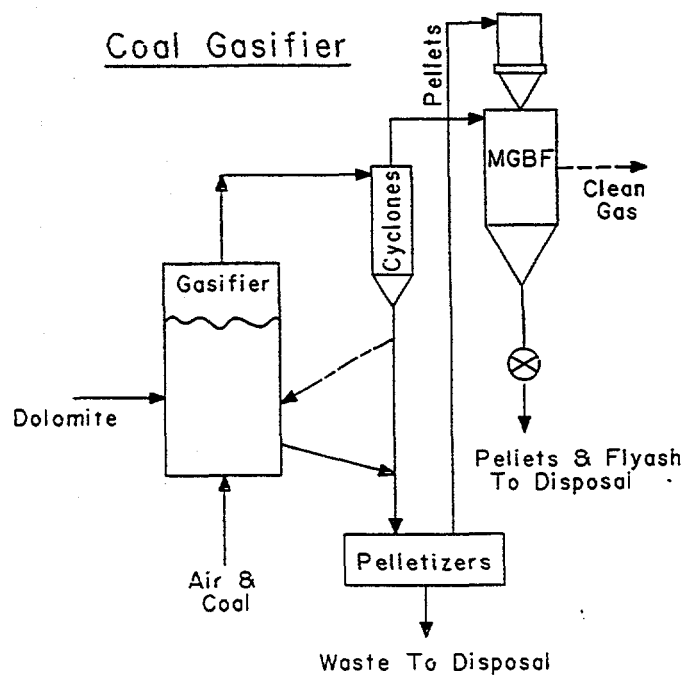 Coal Gasifier
Pellets
MGBF
Clean
Gas
Cyclones
Gasifier
Dolomite
Pellets & Flyash
To Disposal
Air &
Coal
Pelletizers
Waste To Disposal